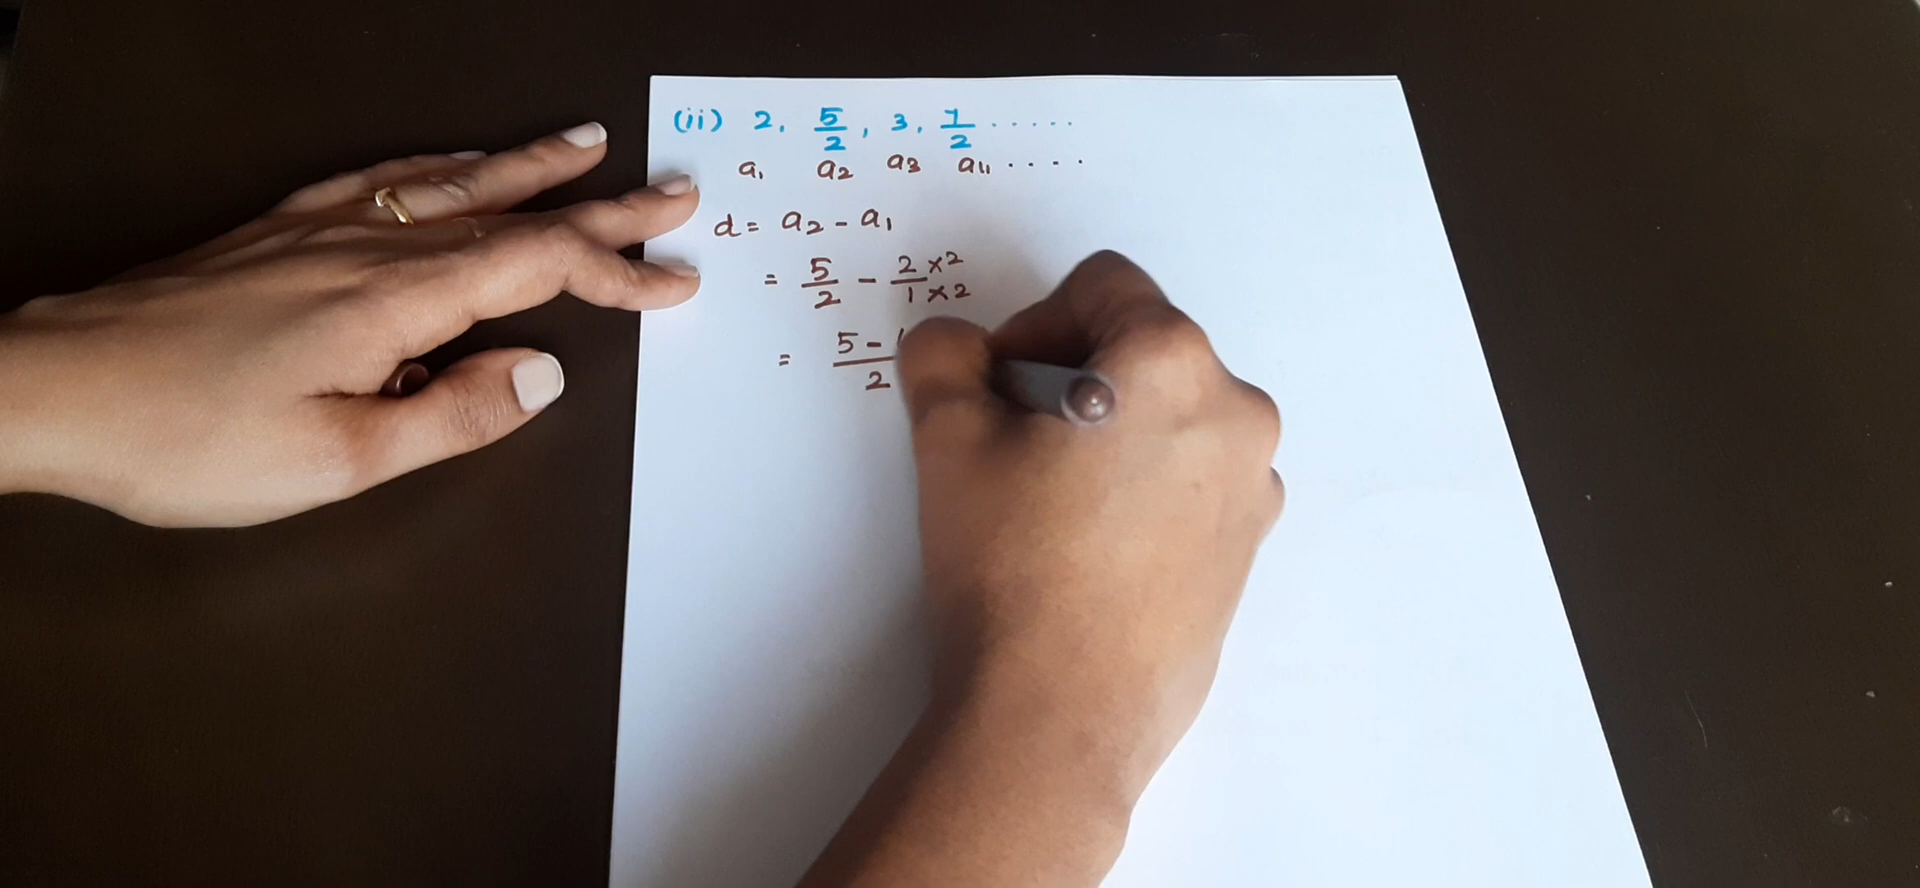 (ii) 2, 5/2, 3, 7/2 .....
a₁ a₂ a₃ a₄ ....
d = a₂ - a₁
= 5/2 - 2/1 ×2/×2
= 5 - /2